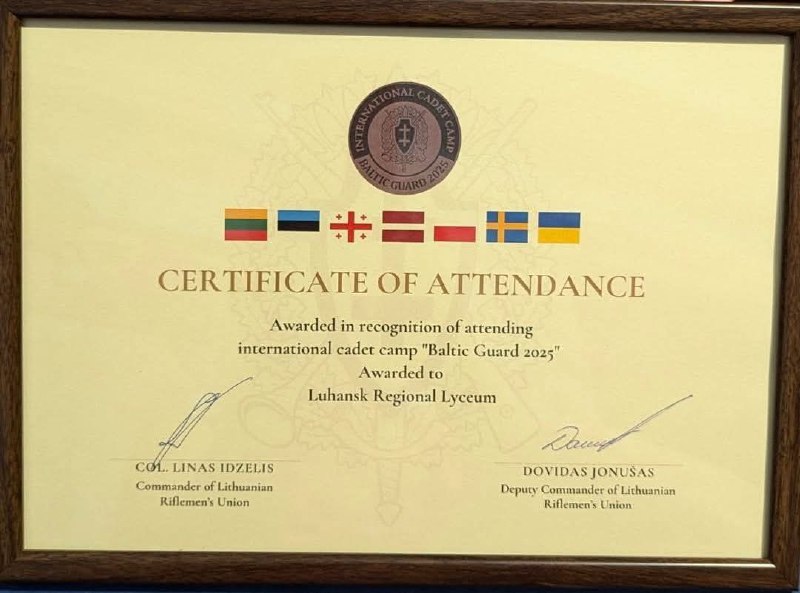 INTERNATIONAL CADET CAMP
BALTIC GUARD 2025
CERTIFICATE OF ATTENDANCE
Awarded in recognition of attending
international cadet camp "Baltic Guard 2025"
Awarded to
Luhansk Regional Lyceum
COL. LINAS IDZELIS
Commander of Lithuanian
Riflemen's Union
DOVIDAS JONUŠAS
Deputy Commander of Lithuanian
Riflemen's Union